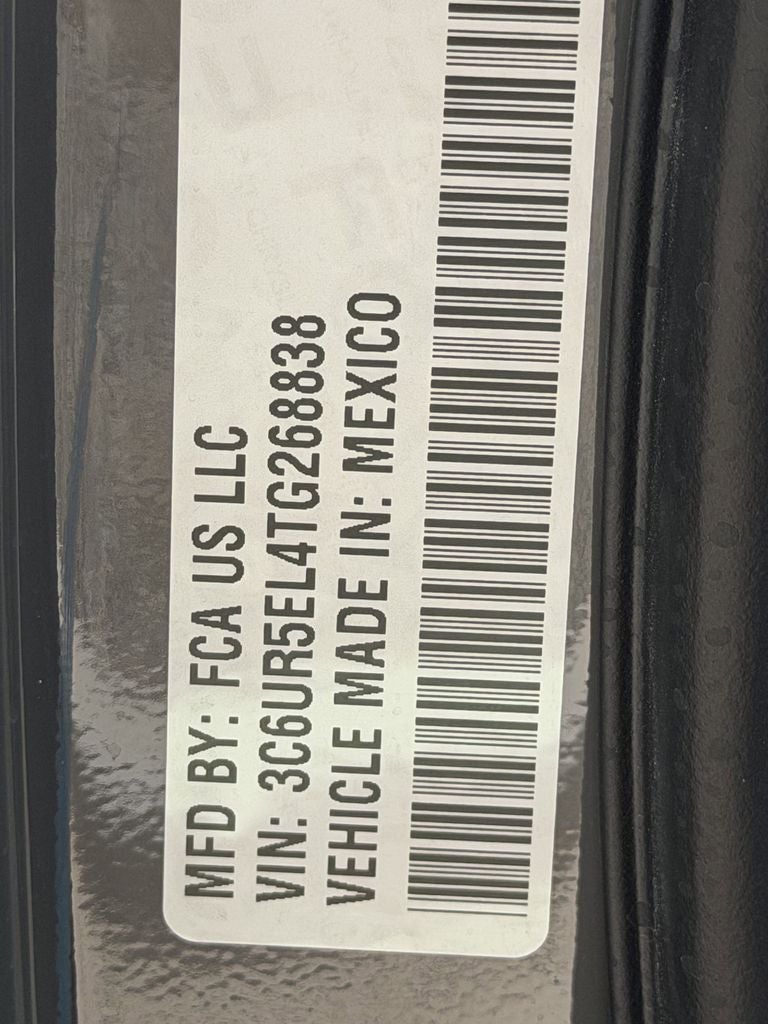 MFD BY: FCA US LLC
VIN: 3C6UR5EL4TG268838
VEHICLE MADE IN: MEXICO